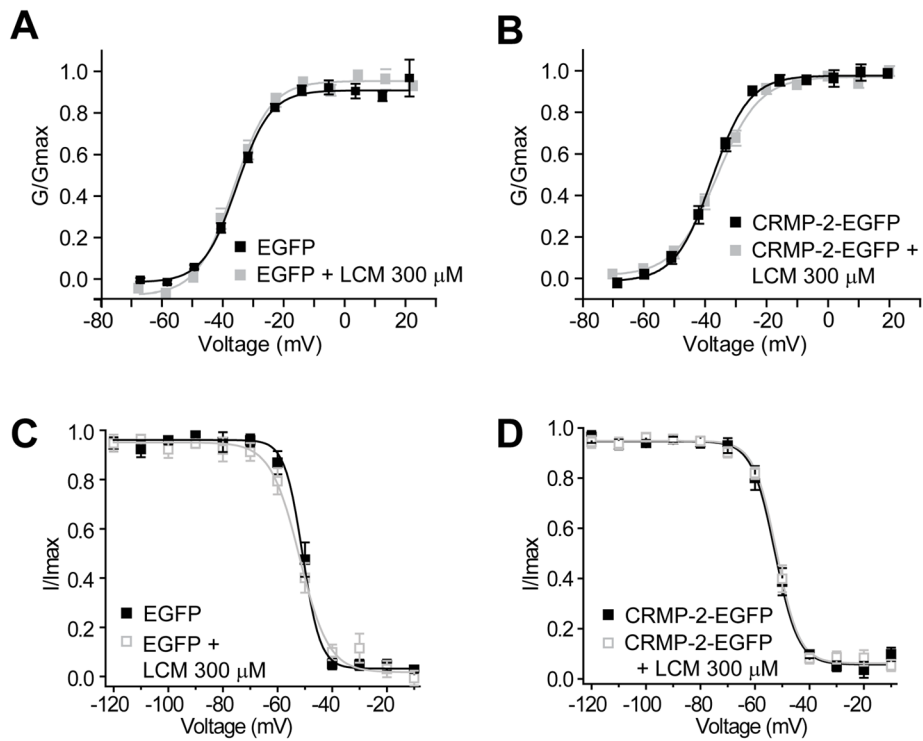 A
1.0
0.8
0.6
0.4
0.2
0.0
G/Gmax
EGFP
EGFP + LCM 300 μM
-80
-60
-40
-20
0
20
Voltage (mV)
B
1.0
0.8
0.6
0.4
0.2
0.0
G/Gmax
CRMP-2-EGFP
CRMP-2-EGFP +
LCM 300 μM
-80
-60
-40
-20
0
20
Voltage (mV)
C
1.0
0.8
0.6
0.4
0.2
0.0
I/Imax
EGFP
EGFP +
LCM 300 μM
-120
-100
-80
-60
-40
-20
Voltage (mV)
D
1.0
0.8
0.6
0.4
0.2
0.0
I/Imax
CRMP-2-EGFP
CRMP-2-EGFP
+ LCM 300 μM
-120
-100
-80
-60
-40
-20
Voltage (mV)